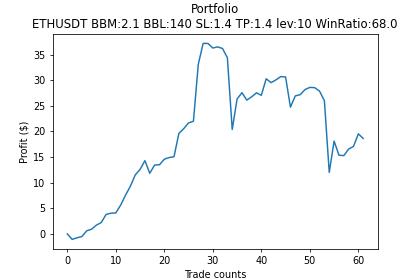 Portfolio
ETHUSDT BBM:2.1 BBL:140 SL:1.4 TP:1.4 lev:10 WinRatio:68.0
35
30
25
20
15
10
5
0
Profit ($)
0 10 20 30 40 50 60
Trade counts